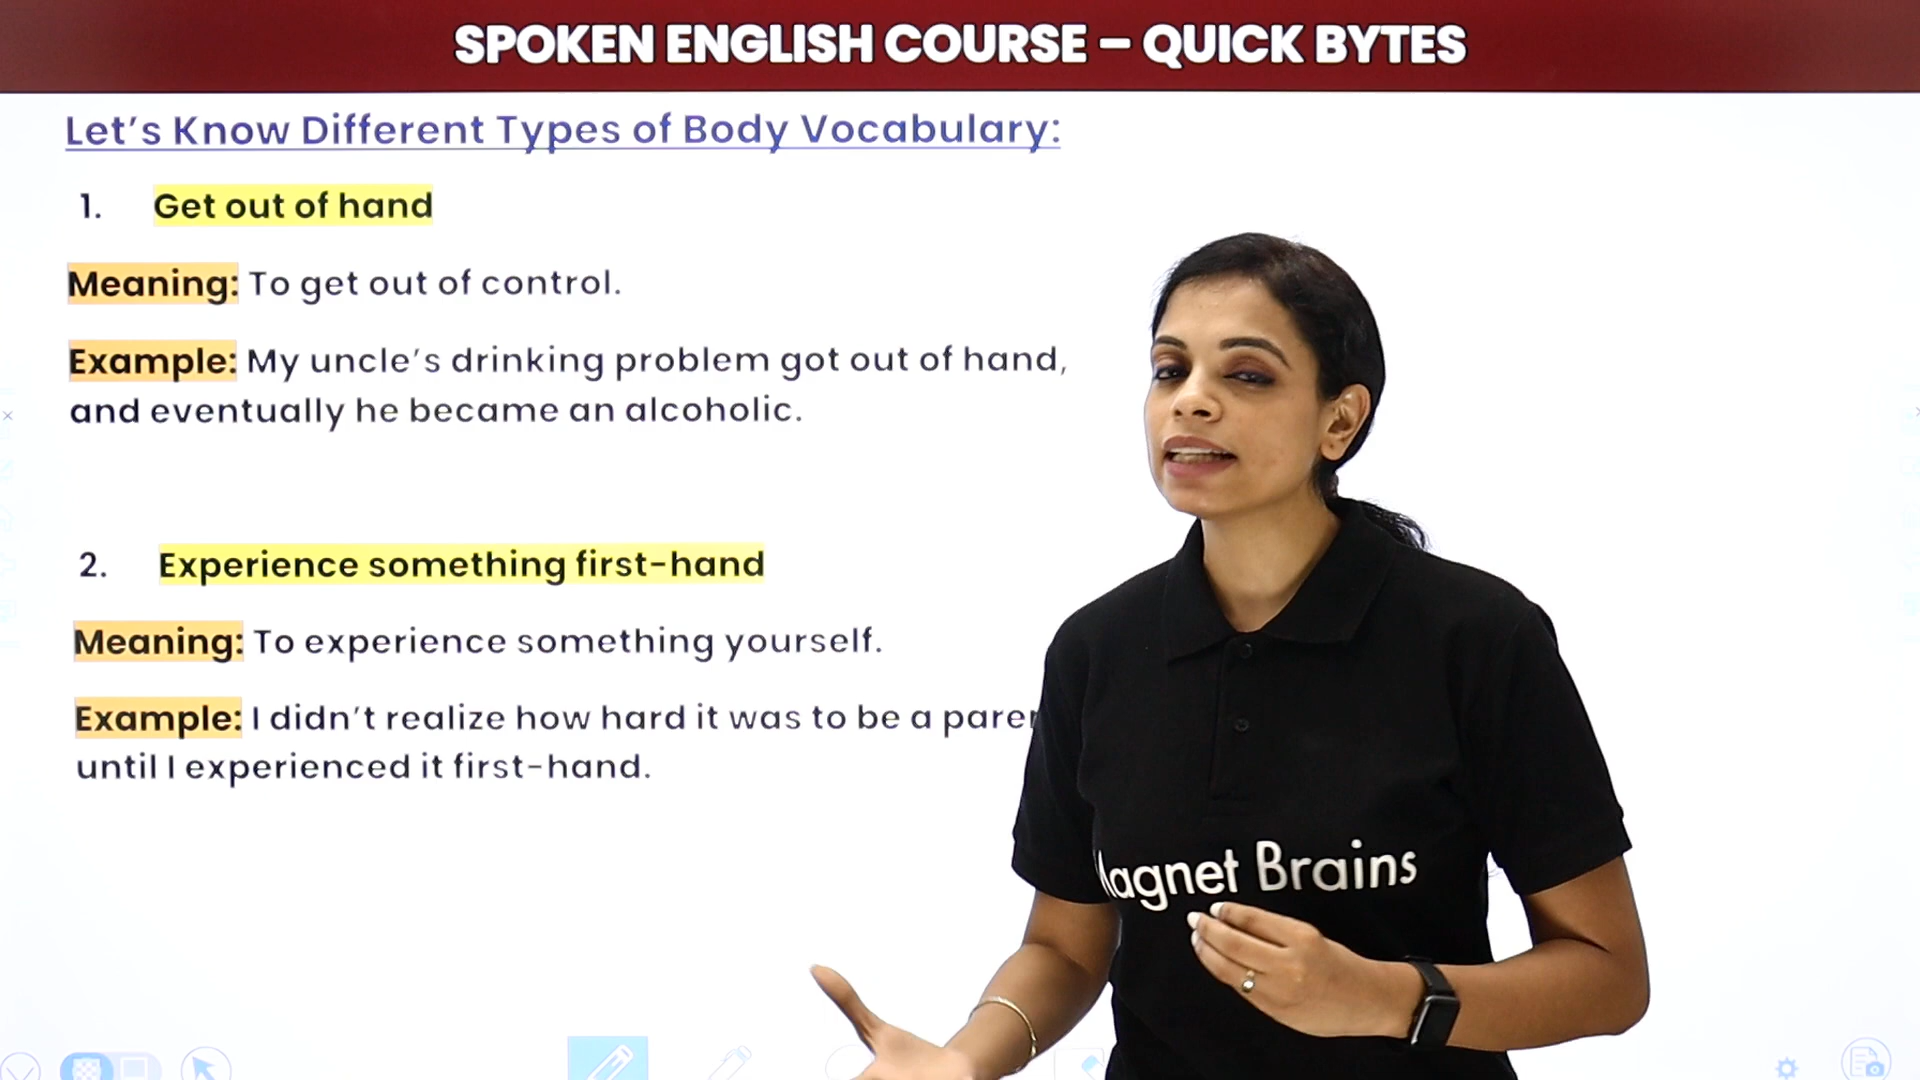 SPOKEN ENGLISH COURSE – QUICK BYTES
Let's Know Different Types of Body Vocabulary:
1. Get out of hand
Meaning: To get out of control.
Example: My uncle's drinking problem got out of hand,
and eventually he became an alcoholic.
2. Experience something first-hand
Meaning: To experience something yourself.
Example: I didn't realize how hard it was to be a
until I experienced it first-hand.
Brains